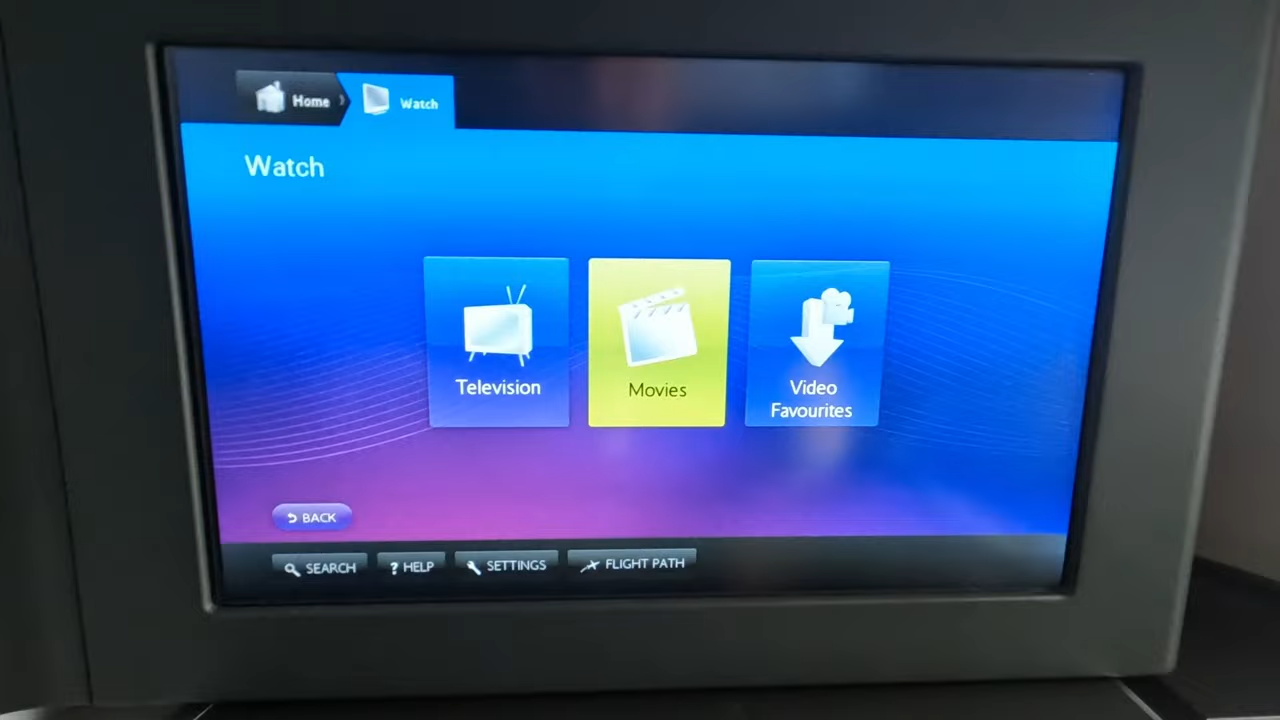 Home
Watch
Watch
Television
Movies
Video
Favourites
BACK
SEARCH
? HELP
SETTINGS
FLIGHT PATH